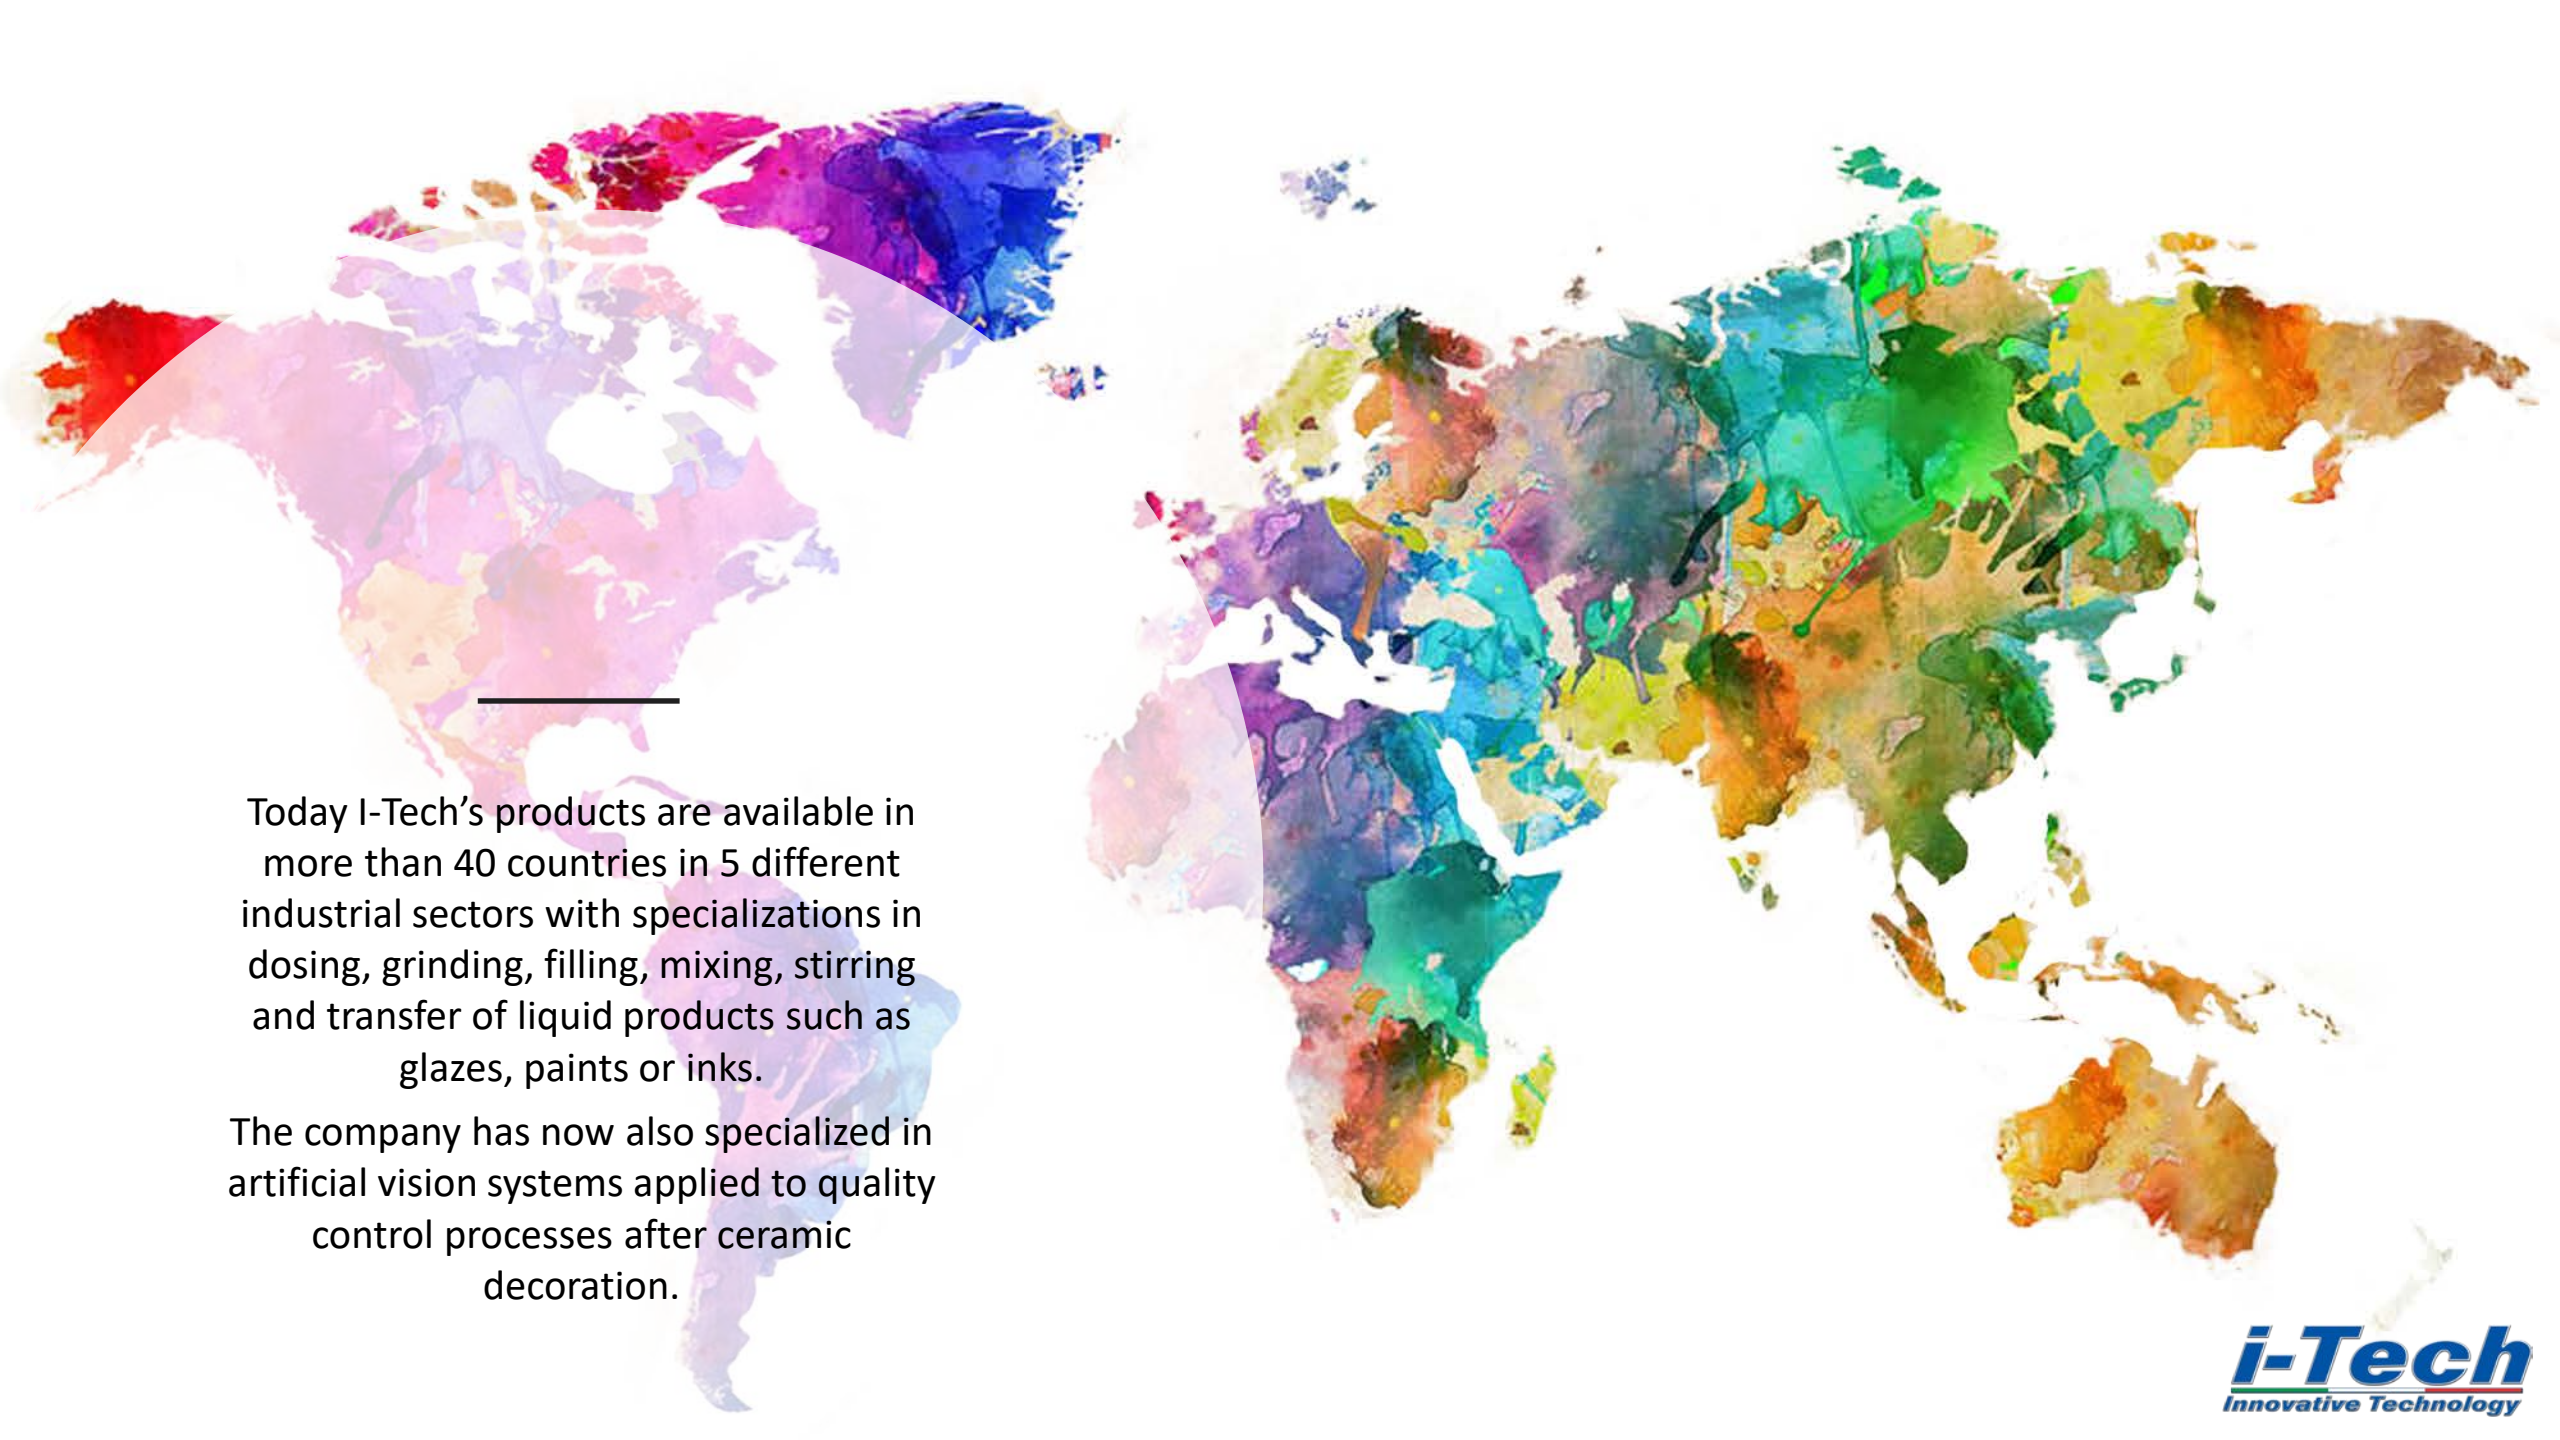 Today I-Tech’s products are available in
more than 40 countries in 5 different
industrial sectors with specializations in
dosing, grinding, filling, mixing, stirring
and transfer of liquid products such as
glazes, paints or inks.
The company has now also specialized in
artificial vision systems applied to quality
control processes after ceramic
decoration.
i-Tech
Innovative Technology